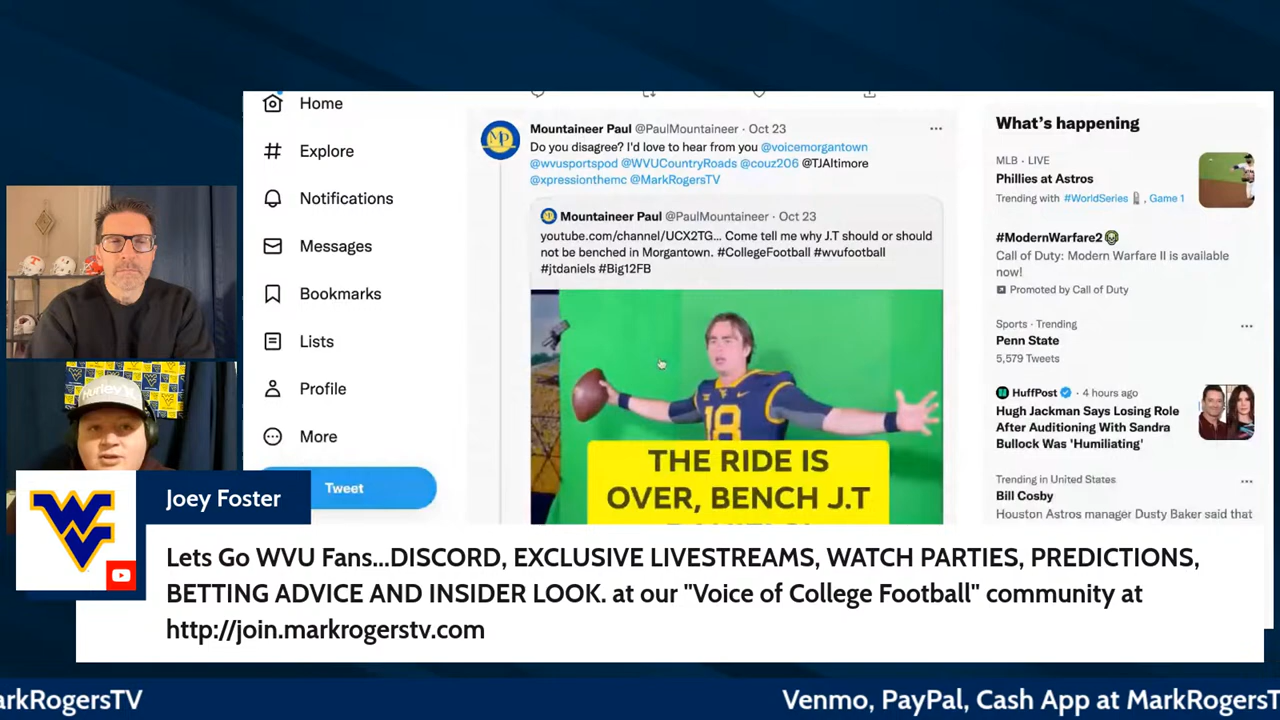 Home
Explore
Notifications
Messages
Bookmarks
Lists
Profile
More
Tweet
MP
Mountaineer Paul @PaulMountaineer · Oct 23
Do you disagree? I'd love to hear from you @voicemorgantown
@wvusportspod @WVUCountryRoads @couz206 @TJAltimore
@xpressionthemc @MarkRogersTV
Mountaineer Paul @PaulMountaineer · Oct 23
youtube.com/channel/UCX2TG... Come tell me why J.T should or should
not be benched in Morgantown. #CollegeFootball #wvufootball
#jtdaniels #Big12FB
18
THE RIDE IS
OVER, BENCH J.T
What's happening
MLB · LIVE
Phillies at Astros
Trending with #WorldSeries, Game 1
#ModernWarfare2
Call of Duty: Modern Warfare II is available
now!
Promoted by Call of Duty
Sports · Trending
Penn State
5,579 Tweets
HuffPost · 4 hours ago
Hugh Jackman Says Losing Role
After Auditioning With Sandra
Bullock Was 'Humiliating'
Trending in United States
Bill Cosby
Houston Astros manager Dusty Baker said that
Hurley
WV
Joey Foster
Lets Go WVU Fans...DISCORD, EXCLUSIVE LIVESTREAMS, WATCH PARTIES, PREDICTIONS,
BETTING ADVICE AND INSIDER LOOK. at our "Voice of College Football" community at
http://join.markrogerstv.com
arkRogersTV
Venmo, PayPal, Cash App at MarkRogersT